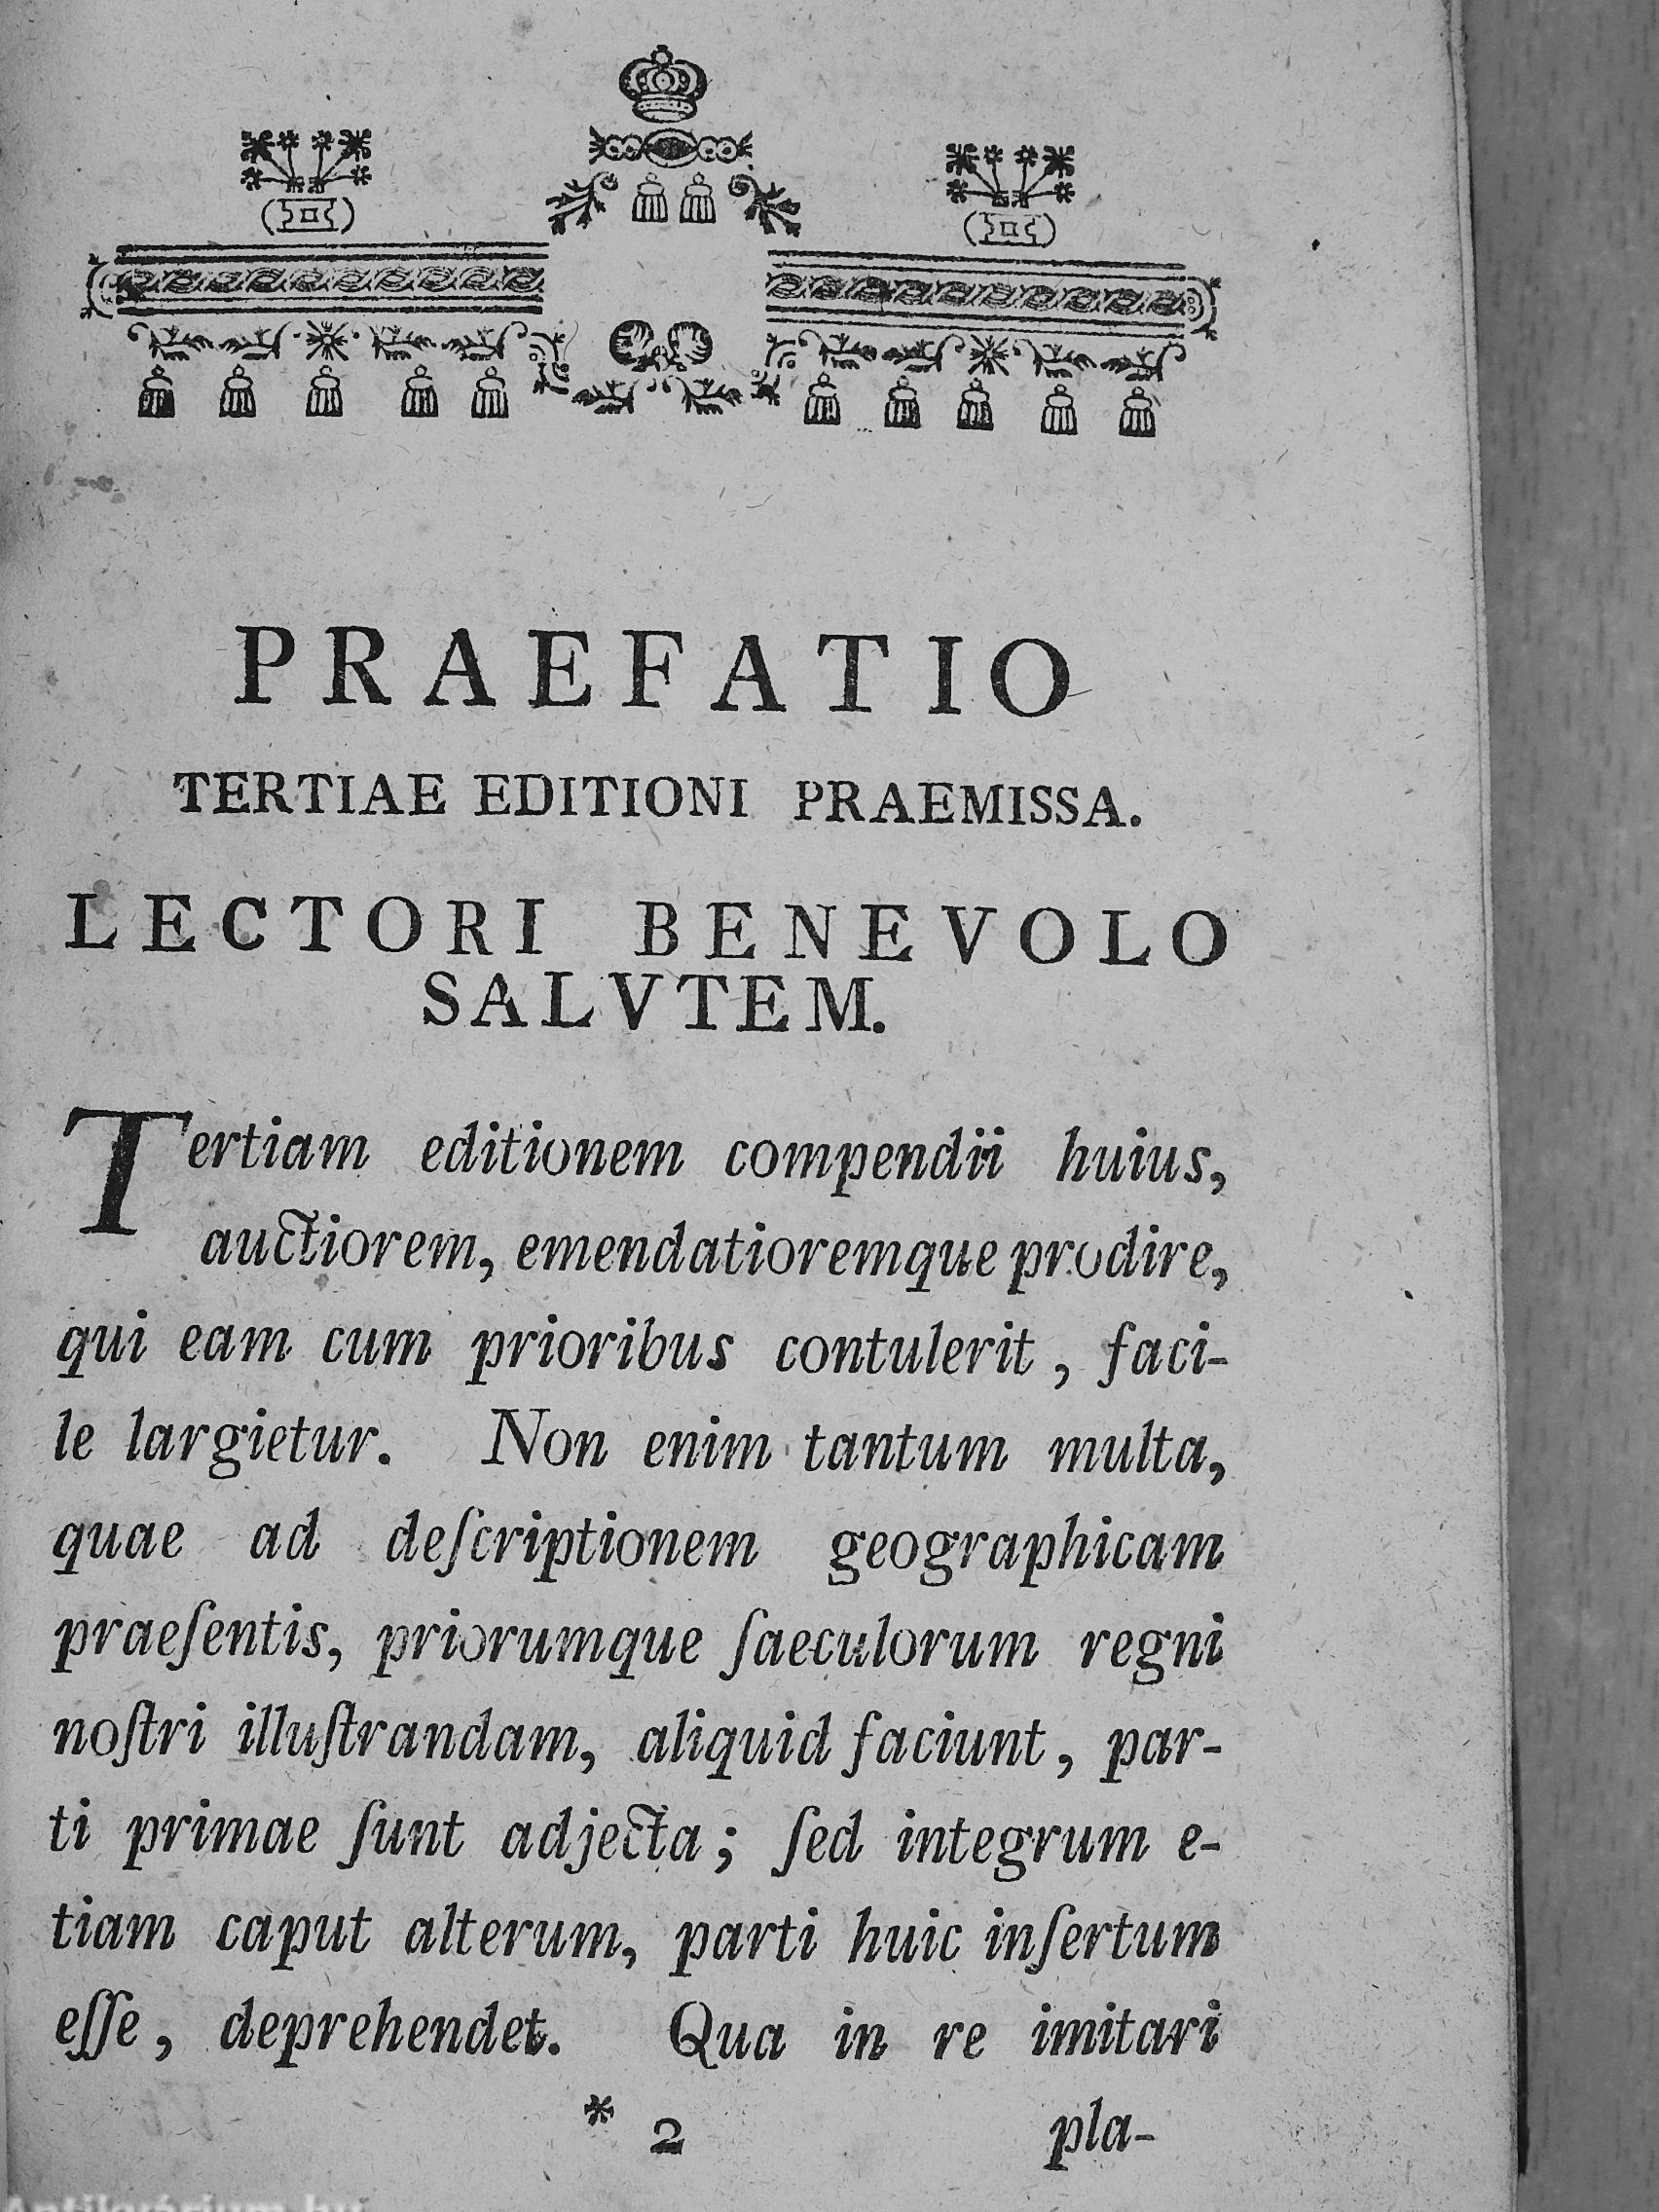 PRAEFATIO
TERTIAE EDITIONI PRAEMISSA.
LECTORI BENEVOLO
SALVTEM.
Tertiam editionem compendii huius,
auctiorem, emendatioremque prodire,
qui eam cum prioribus contulerit, faci-
le largietur. Non enim tantum multa,
quae ad deſcriptionem geographicam
praeſentis, priorumque ſaeculorum regni
noſtri illuſtrandam, aliquid faciunt, par-
ti primae ſunt adjecta; ſed integrum e-
tiam caput alterum, parti huic inſertum
eſſe, deprehendet. Qua in re imitari
* 2 pla-